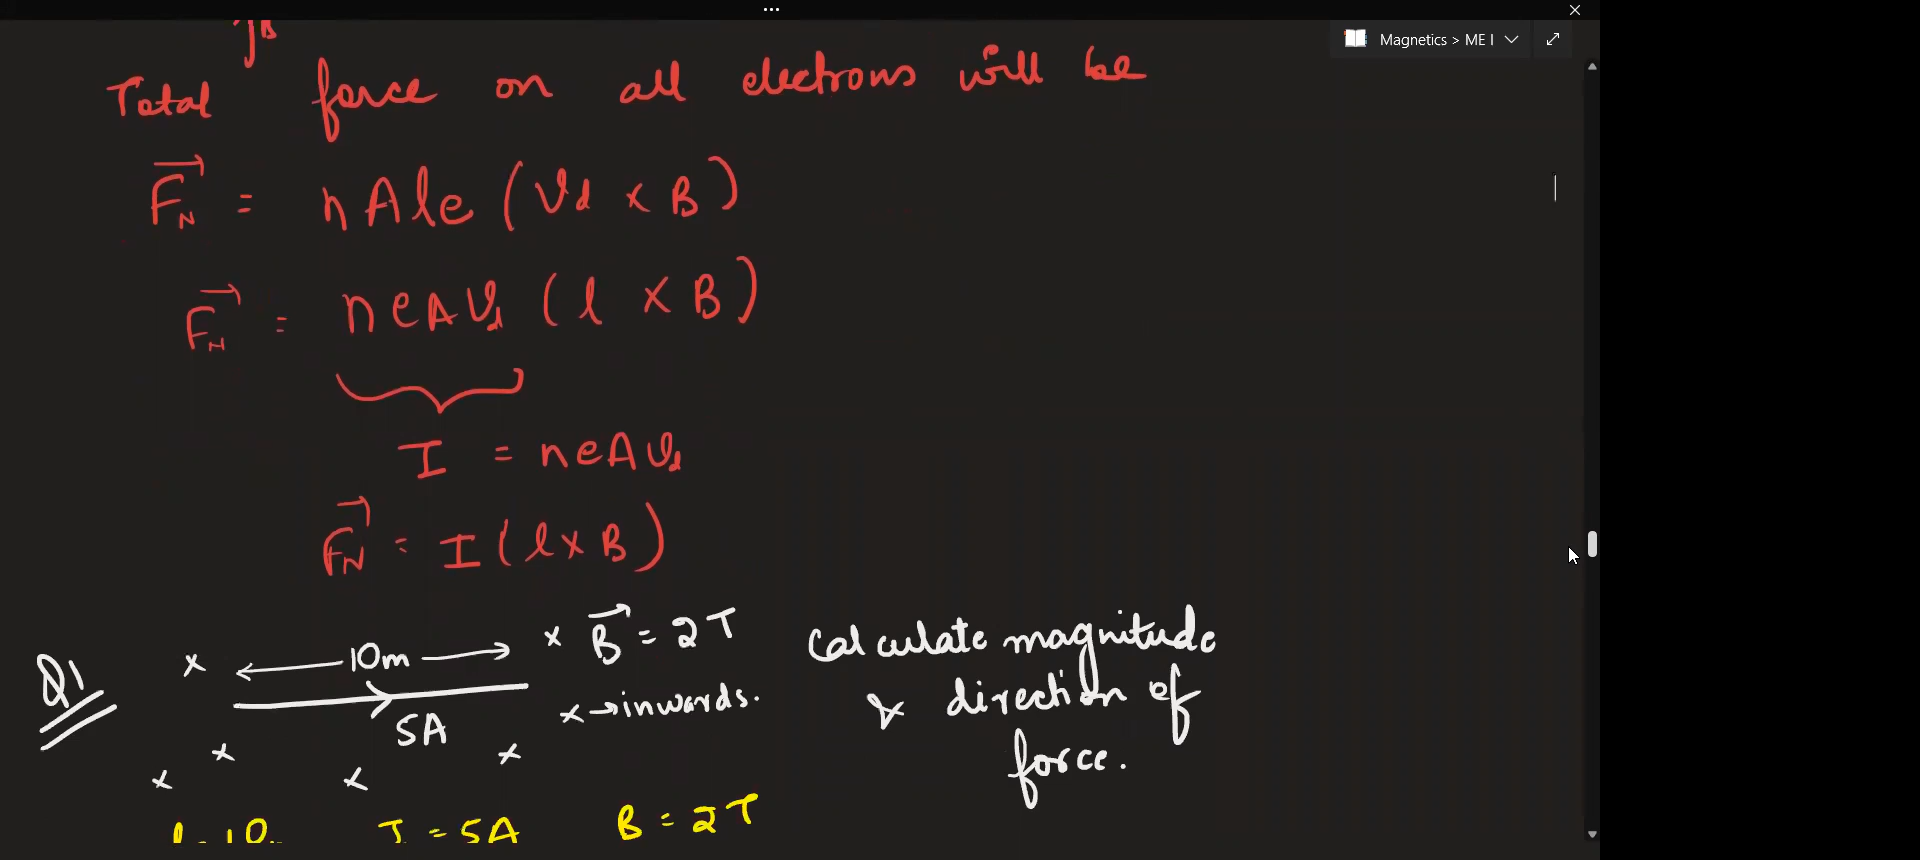 Magnetics > ME I
Total force on all electrons will be
F_N = nAle (Vd × B)
F_N = neAVd (l × B)
I = neAVd
F_N = I (l × B)
Q1
× 10m × B = 2T
5A × → inwards.
× × × ×
Calculate magnitude
& direction of
force.
l = 10m I = 5A B = 2T